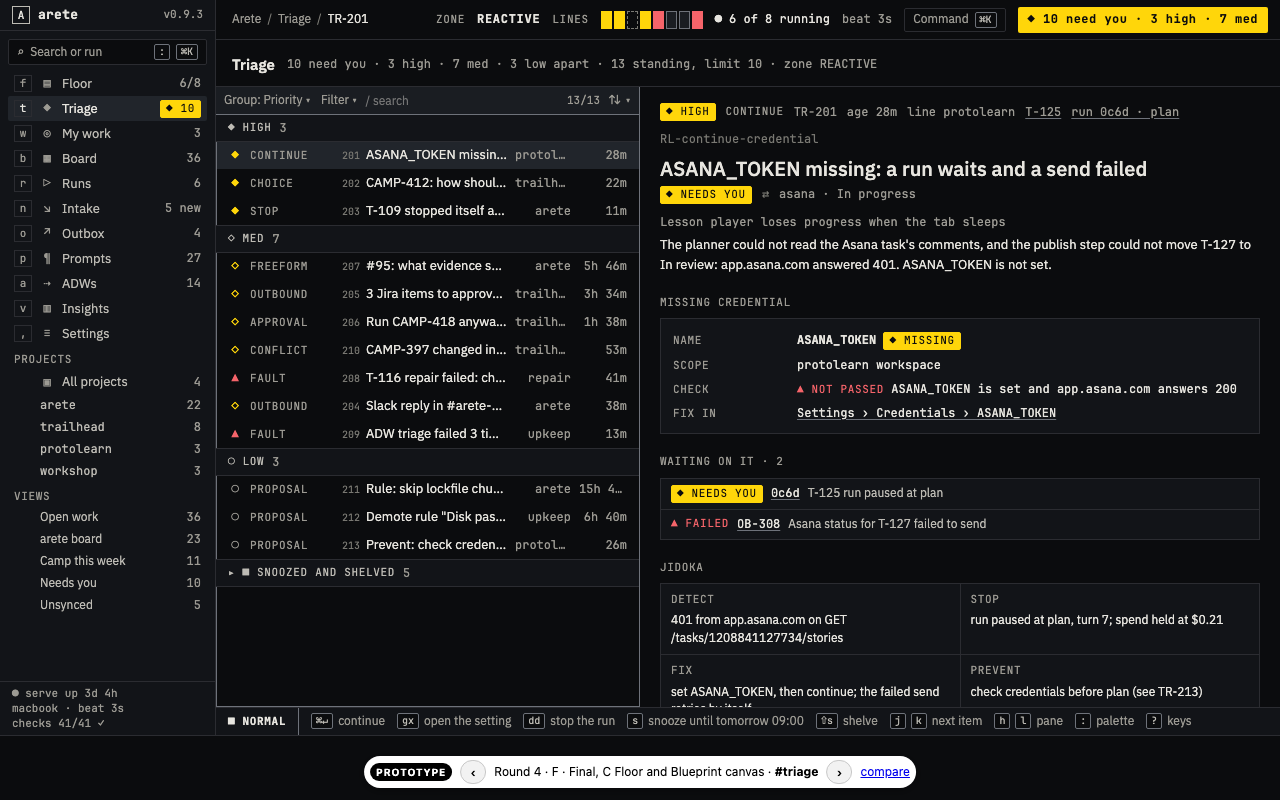 A arete v0.9.3
Search or run : ⌘K
f Floor 6/8
t Triage ◆ 10
w My work 3
b Board 36
r Runs 6
n Intake 5 new
o Outbox 4
p Prompts 27
a ADWs 14
v Insights
, Settings
PROJECTS
All projects 4
arete 22
trailhead 8
protolearn 3
workshop 3
VIEWS
Open work 36
arete board 23
Camp this week 11
Needs you 10
Unsynced 5
● serve up 3d 4h
macbook · beat 3s
checks 41/41 ✓
Arete / Triage / TR-201 ZONE REACTIVE LINES ● 6 of 8 running beat 3s Command ⌘K ◆ 10 need you · 3 high · 7 med
Triage 10 need you · 3 high · 7 med · 3 low apart · 13 standing, limit 10 · zone REACTIVE
Group: Priority ▾ Filter ▾ / search 13/13 ⇅ ▾
◆ HIGH 3
◆ CONTINUE 201 ASANA_TOKEN missin… protol… 28m
◆ CHOICE 202 CAMP-412: how shoul… trailh… 22m
◆ STOP 203 T-109 stopped itself a… arete 11m
◇ MED 7
◇ FREEFORM 207 #95: what evidence s… arete 5h 46m
◇ OUTBOUND 205 3 Jira items to approv… trailh… 3h 34m
◇ APPROVAL 206 Run CAMP-418 anywa… trailh… 1h 38m
◇ CONFLICT 210 CAMP-397 changed in… trailh… 53m
▲ FAULT 208 T-116 repair failed: ch… repair 41m
◇ OUTBOUND 204 Slack reply in #arete-… arete 38m
▲ FAULT 209 ADW triage failed 3 ti… upkeep 13m
○ LOW 3
○ PROPOSAL 211 Rule: skip lockfile chu… arete 15h 4…
○ PROPOSAL 212 Demote rule "Disk pas… upkeep 6h 40m
○ PROPOSAL 213 Prevent: check creden… protol… 26m
▸ ■ SNOOZED AND SHELVED 5
◆ HIGH CONTINUE TR-201 age 28m line protolearn T-125 run 0c6d · plan
RL-continue-credential
ASANA_TOKEN missing: a run waits and a send failed
◆ NEEDS YOU ⇄ asana · In progress
Lesson player loses progress when the tab sleeps
The planner could not read the Asana task's comments, and the publish step could not move T-127 to
In review: app.asana.com answered 401. ASANA_TOKEN is not set.
MISSING CREDENTIAL
NAME ASANA_TOKEN ◆ MISSING
SCOPE protolearn workspace
CHECK ▲ NOT PASSED ASANA_TOKEN is set and app.asana.com answers 200
FIX IN Settings › Credentials › ASANA_TOKEN
WAITING ON IT · 2
◆ NEEDS YOU 0c6d T-125 run paused at plan
▲ FAILED OB-308 Asana status for T-127 failed to send
JIDOKA
DETECT
401 from app.asana.com on GET
/tasks/1208841127734/stories
STOP
run paused at plan, turn 7; spend held at $0.21
FIX
set ASANA_TOKEN, then continue; the failed send
retries by itself
PREVENT
check credentials before plan (see TR-213)
■ NORMAL ⌘↵ continue gx open the setting dd stop the run s snooze until tomorrow 09:00 ⇧s shelve j k next item h l pane : palette ? keys
PROTOTYPE ‹ Round 4 · F · Final, C Floor and Blueprint canvas · #triage › compare